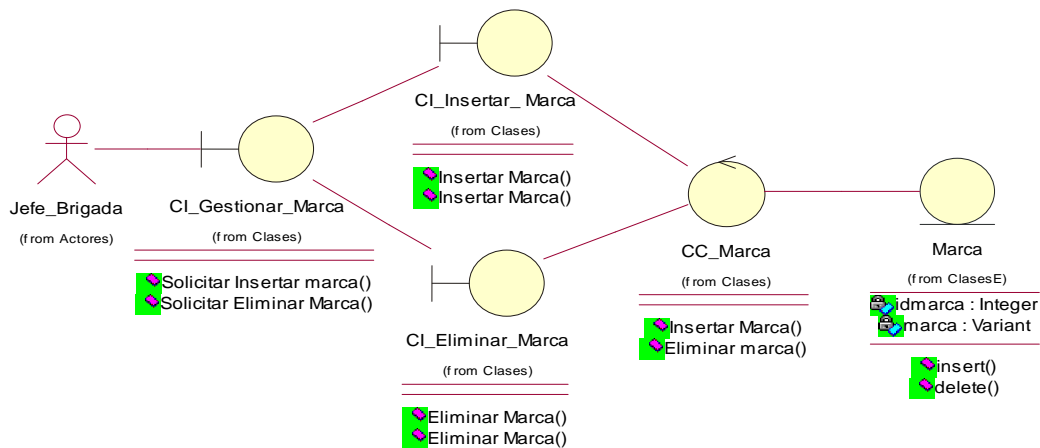 CI_Insertar_ Marca
(from Clases)
Insertar Marca()
Insertar Marca()
Jefe_Brigada
(from Actores)
CI_Gestionar_Marca
(from Clases)
Solicitar Insertar marca()
Solicitar Eliminar Marca()
CI_Eliminar_Marca
(from Clases)
Eliminar Marca()
Eliminar Marca()
CC_Marca
(from Clases)
Insertar Marca()
Eliminar marca()
Marca
(from ClasesE)
idmarca : Integer
marca : Variant
insert()
delete()